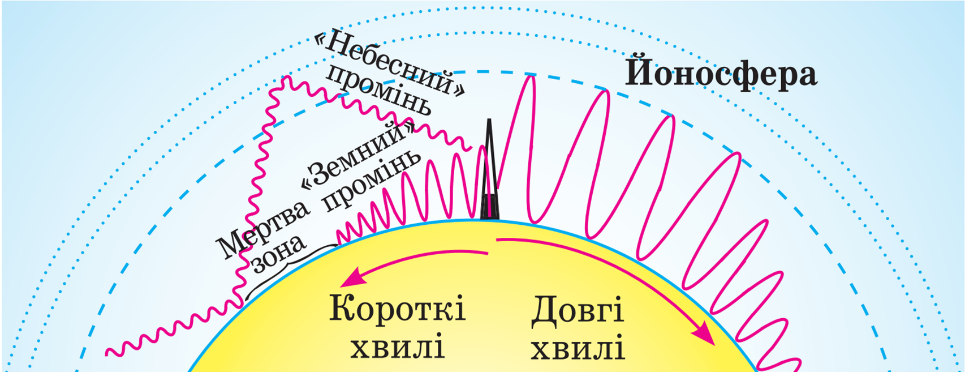 «Небесний»
промінь
Йоносфера
«Земний»
промінь
Мертва
зона
Короткі
хвилі
Довгі
хвилі